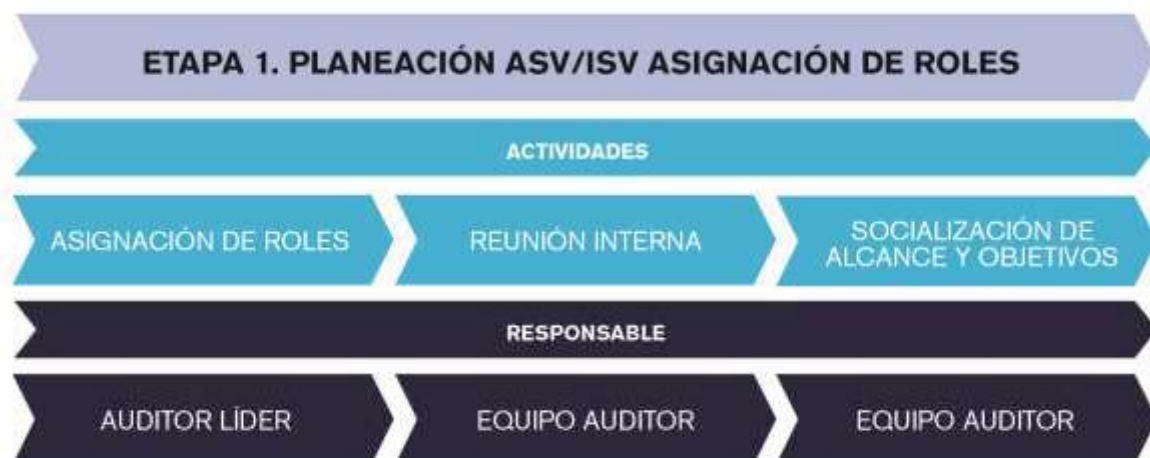 ETAPA 1. PLANEACIÓN ASV/ISV ASIGNACIÓN DE ROLES
ACTIVIDADES
ASIGNACIÓN DE ROLES
REUNIÓN INTERNA
SOCIALIZACIÓN DE
ALCANCE Y OBJETIVOS
RESPONSABLE
AUDITOR LÍDER
EQUIPO AUDITOR
EQUIPO AUDITOR